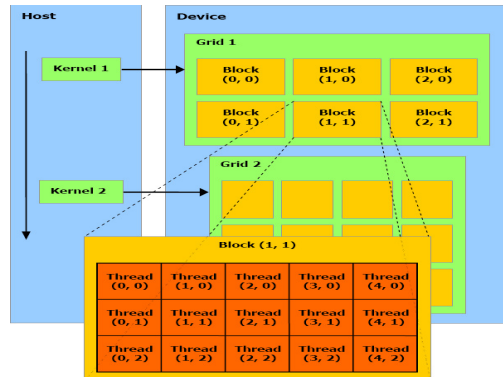 Host
Device
Grid 1
Kernel 1
Block
(0, 0)
Block
(1, 0)
Block
(2, 0)
Block
(0, 1)
Block
(1, 1)
Block
(2, 1)
Grid 2
Kernel 2
Block (1, 1)
Thread
(0, 0)
Thread
(1, 0)
Thread
(2, 0)
Thread
(3, 0)
Thread
(4, 0)
Thread
(0, 1)
Thread
(1, 1)
Thread
(2, 1)
Thread
(3, 1)
Thread
(4, 1)
Thread
(0, 2)
Thread
(1, 2)
Thread
(2, 2)
Thread
(3, 2)
Thread
(4, 2)